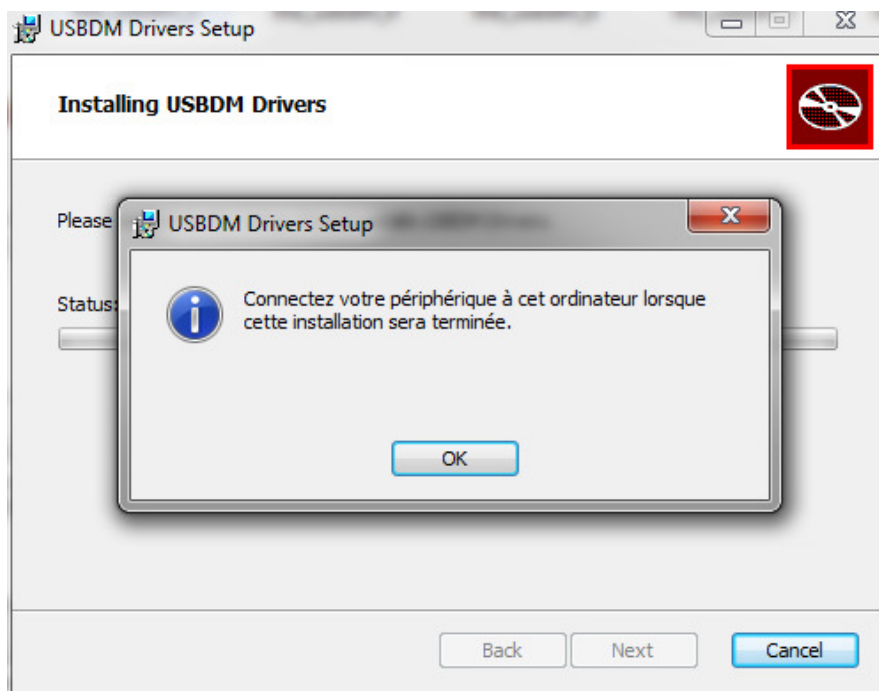 USBDM Drivers Setup
Installing USBDM Drivers
Please
USBDM Drivers Setup
Status:
Connectez votre périphérique à cet ordinateur lorsque
cette installation sera terminée.
OK
Back
Next
Cancel